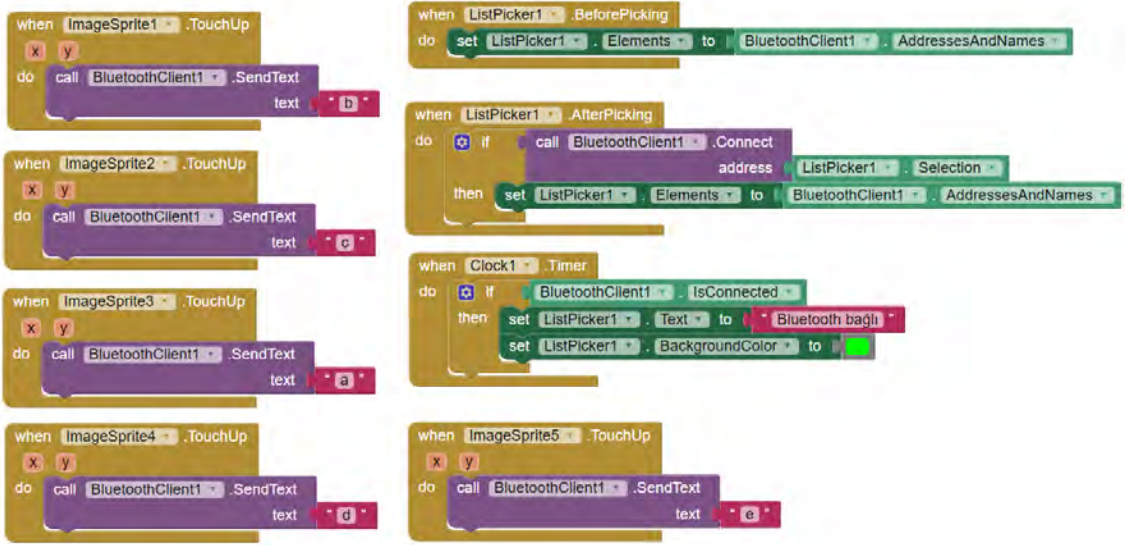 when ImageSprite1 .TouchUp
x y
do call BluetoothClient1 .SendText
text " b "
when ImageSprite2 .TouchUp
x y
do call BluetoothClient1 .SendText
text " c "
when ImageSprite3 .TouchUp
x y
do call BluetoothClient1 .SendText
text " a "
when ImageSprite4 .TouchUp
x y
do call BluetoothClient1 .SendText
text " d "
when ListPicker1 .BeforePicking
do set ListPicker1 . Elements to BluetoothClient1 . AddressesAndNames
when ListPicker1 .AfterPicking
do if call BluetoothClient1 .Connect
address ListPicker1 . Selection
then set ListPicker1 . Elements to BluetoothClient1 . AddressesAndNames
when Clock1 .Timer
do if BluetoothClient1 . IsConnected
then set ListPicker1 . Text to " Bluetooth bağlı "
set ListPicker1 . BackgroundColor to
when ImageSprite5 .TouchUp
x y
do call BluetoothClient1 .SendText
text " e "